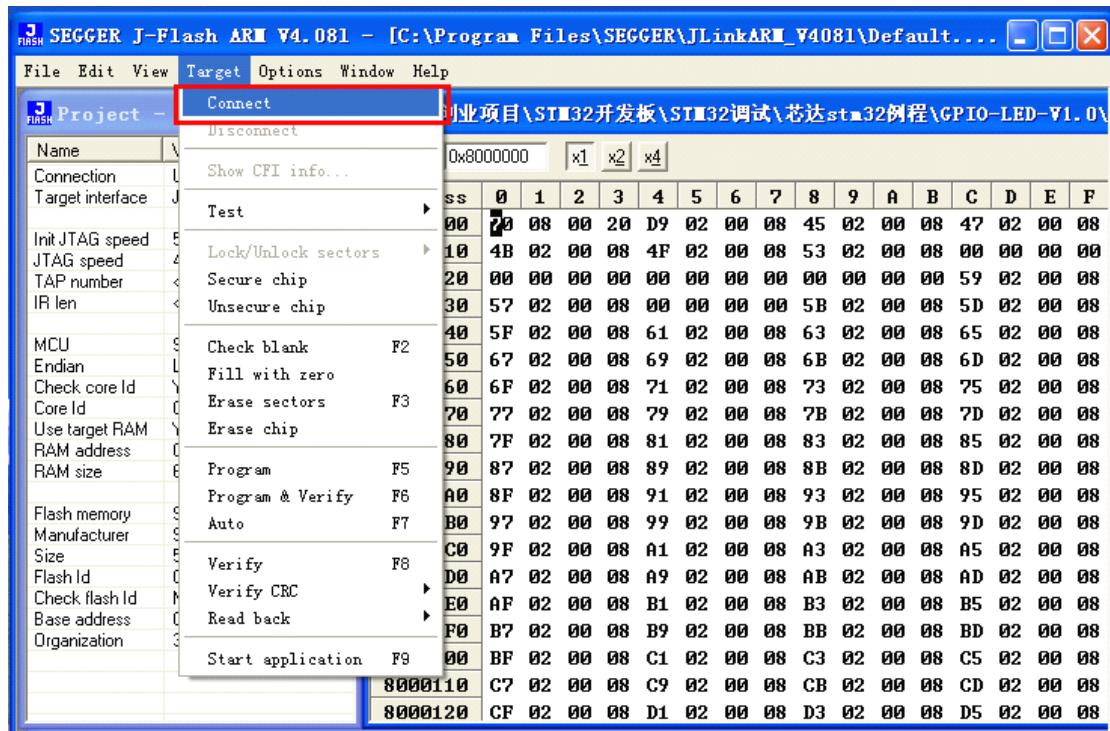 SEGGER J-Flash ARM V4.08l - [C:\Program Files\SEGGER\JLinkARM_V408l\Default....
File Edit View Target Options Window Help
Project - 业项目\STM32开发板\STM32调试\芯达stm32例程\GPIO-LED-V1.0\
Name
Connection
Target interface
Init JTAG speed
JTAG speed
TAP number
IR len
MCU
Endian
Check core Id
Core Id
Use target RAM
RAM address
RAM size
Flash memory
Manufacturer
Size
Flash Id
Check flash Id
Base address
Organization
Connect
Disconnect
Show CFI info...
Test
Lock/Unlock sectors
Secure chip
Unsecure chip
Check blank F2
Fill with zero
Erase sectors F3
Erase chip
Program F5
Program & Verify F6
Auto F7
Verify F8
Verify CRC
Read back
Start application F9
0x8000000 x1 x2 x4
ss 0 1 2 3 4 5 6 7 8 9 A B C D E F
00 70 08 00 20 D9 02 00 08 45 02 00 08 47 02 00 08
10 4B 02 00 08 4F 02 00 08 53 02 00 08 00 00 00 00
20 00 00 00 00 00 00 00 00 00 00 00 00 59 02 00 08
30 57 02 00 08 00 00 00 00 5B 02 00 08 5D 02 00 08
40 5F 02 00 08 61 02 00 08 63 02 00 08 65 02 00 08
50 67 02 00 08 69 02 00 08 6B 02 00 08 6D 02 00 08
60 6F 02 00 08 71 02 00 08 73 02 00 08 75 02 00 08
70 77 02 00 08 79 02 00 08 7B 02 00 08 7D 02 00 08
80 7F 02 00 08 81 02 00 08 83 02 00 08 85 02 00 08
90 87 02 00 08 89 02 00 08 8B 02 00 08 8D 02 00 08
A0 8F 02 00 08 91 02 00 08 93 02 00 08 95 02 00 08
B0 97 02 00 08 99 02 00 08 9B 02 00 08 9D 02 00 08
C0 9F 02 00 08 A1 02 00 08 A3 02 00 08 A5 02 00 08
D0 A7 02 00 08 A9 02 00 08 AB 02 00 08 AD 02 00 08
E0 AF 02 00 08 B1 02 00 08 B3 02 00 08 B5 02 00 08
F0 B7 02 00 08 B9 02 00 08 BB 02 00 08 BD 02 00 08
00 BF 02 00 08 C1 02 00 08 C3 02 00 08 C5 02 00 08
8000110 C7 02 00 08 C9 02 00 08 CB 02 00 08 CD 02 00 08
8000120 CF 02 00 08 D1 02 00 08 D3 02 00 08 D5 02 00 08